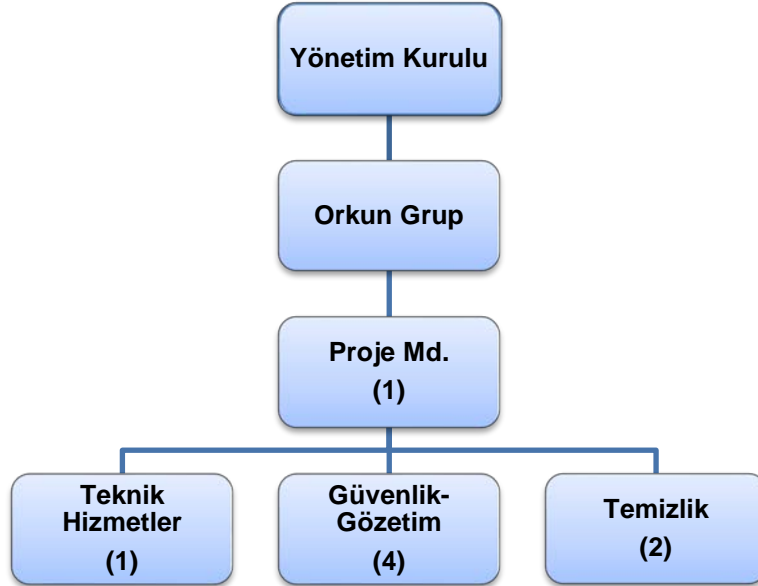 Yönetim Kurulu
Orkun Grup
Proje Md.
(1)
Teknik
Hizmetler
(1)
Güvenlik-
Gözetim
(4)
Temizlik
(2)